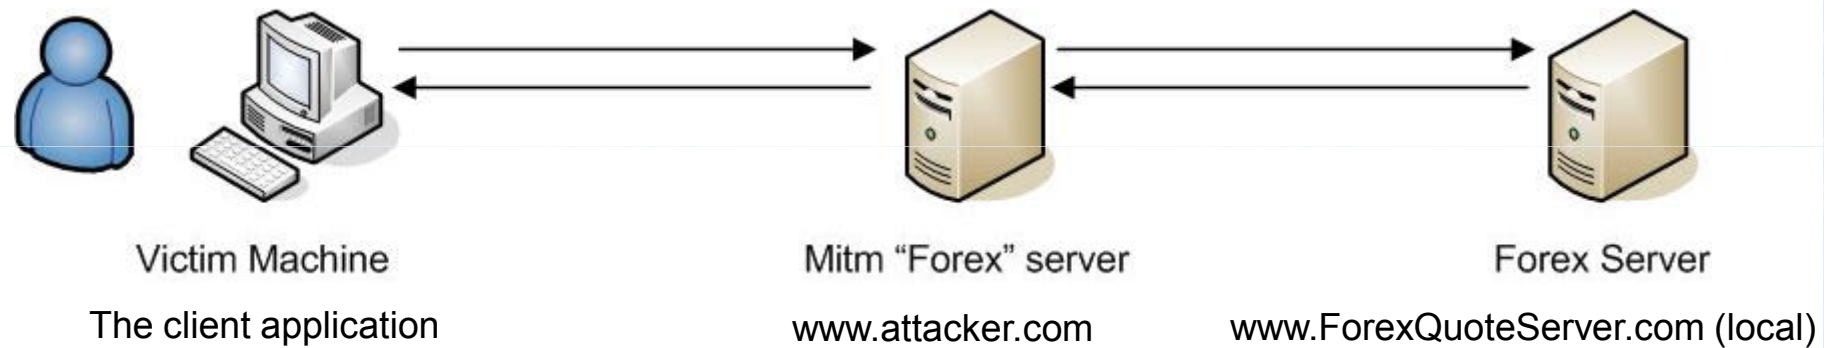 Victim Machine
Mitm “Forex” server
Forex Server
The client application
www.attacker.com
www.ForexQuoteServer.com (local)